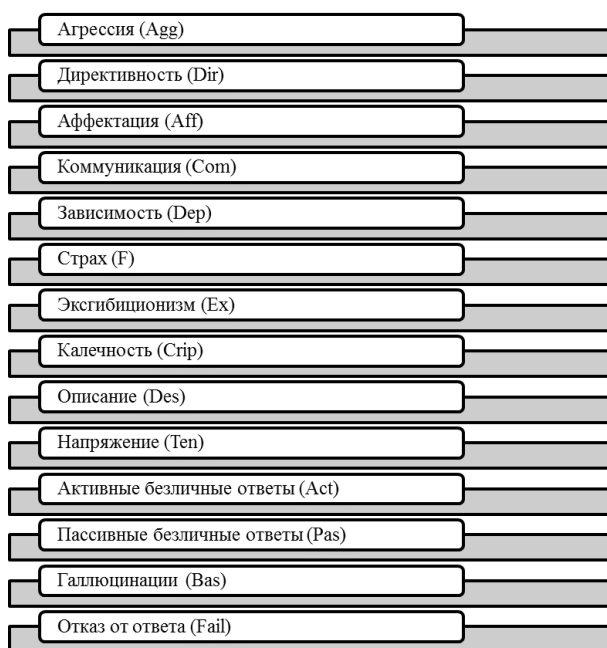 Агрессия (Agg)
Директивность (Dir)
Аффектация (Aff)
Коммуникация (Com)
Зависимость (Dep)
Страх (F)
Эксгибиционизм (Ex)
Калечность (Crip)
Описание (Des)
Напряжение (Ten)
Активные безличные ответы (Act)
Пассивные безличные ответы (Pas)
Галлюцинации (Bas)
Отказ от ответа (Fail)